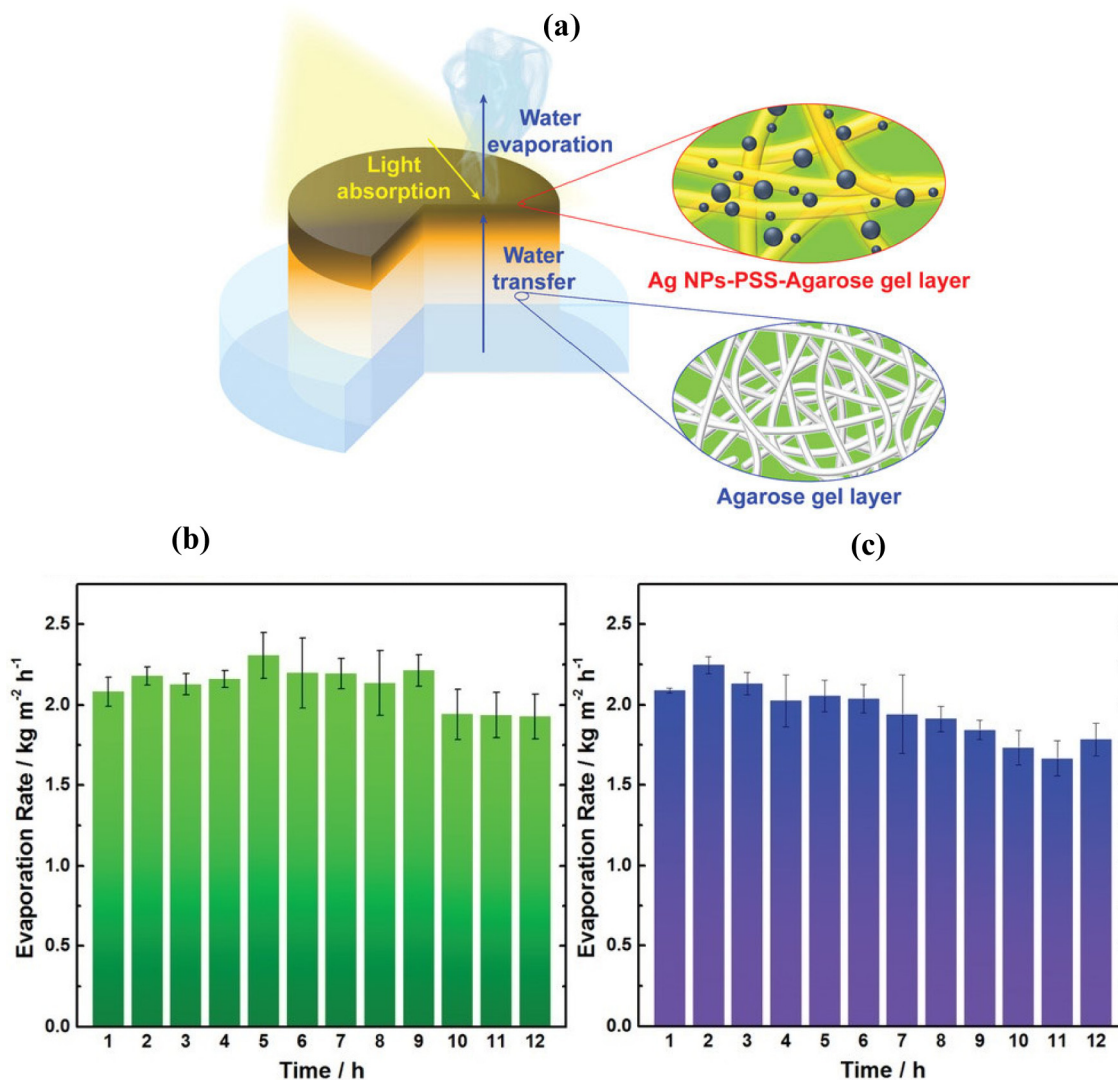 (a)
Water
evaporation
Light
absorption
Water
transfer
Ag NPs-PSS-Agarose gel layer
Agarose gel layer
(b)
Evaporation Rate / kg m⁻² h⁻¹
2.5
2.0
1.5
1.0
0.5
0.0
1 2 3 4 5 6 7 8 9 10 11 12
Time / h
(c)
Evaporation Rate / kg m⁻² h⁻¹
2.5
2.0
1.5
1.0
0.5
0.0
1 2 3 4 5 6 7 8 9 10 11 12
Time / h